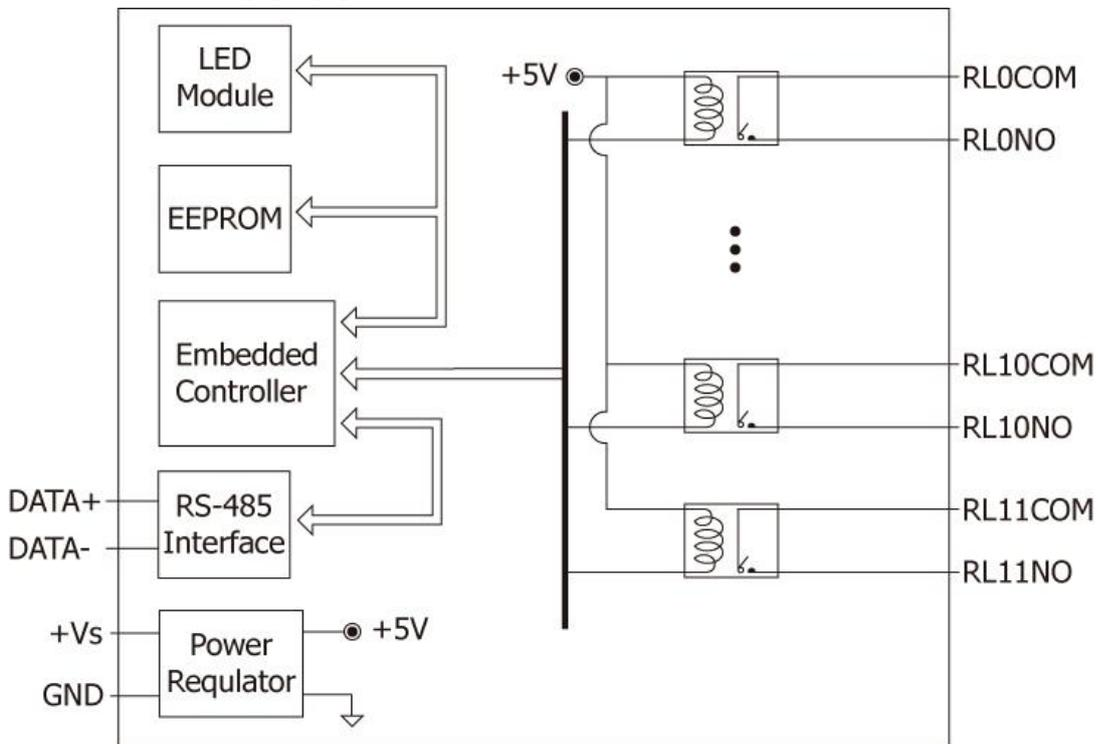 LED
Module
EEPROM
Embedded
Controller
RS-485
Interface
DATA+
DATA-
+Vs
GND
Power
Requlator
+5V
+5V
RL0COM
RL0NO
RL10COM
RL10NO
RL11COM
RL11NO